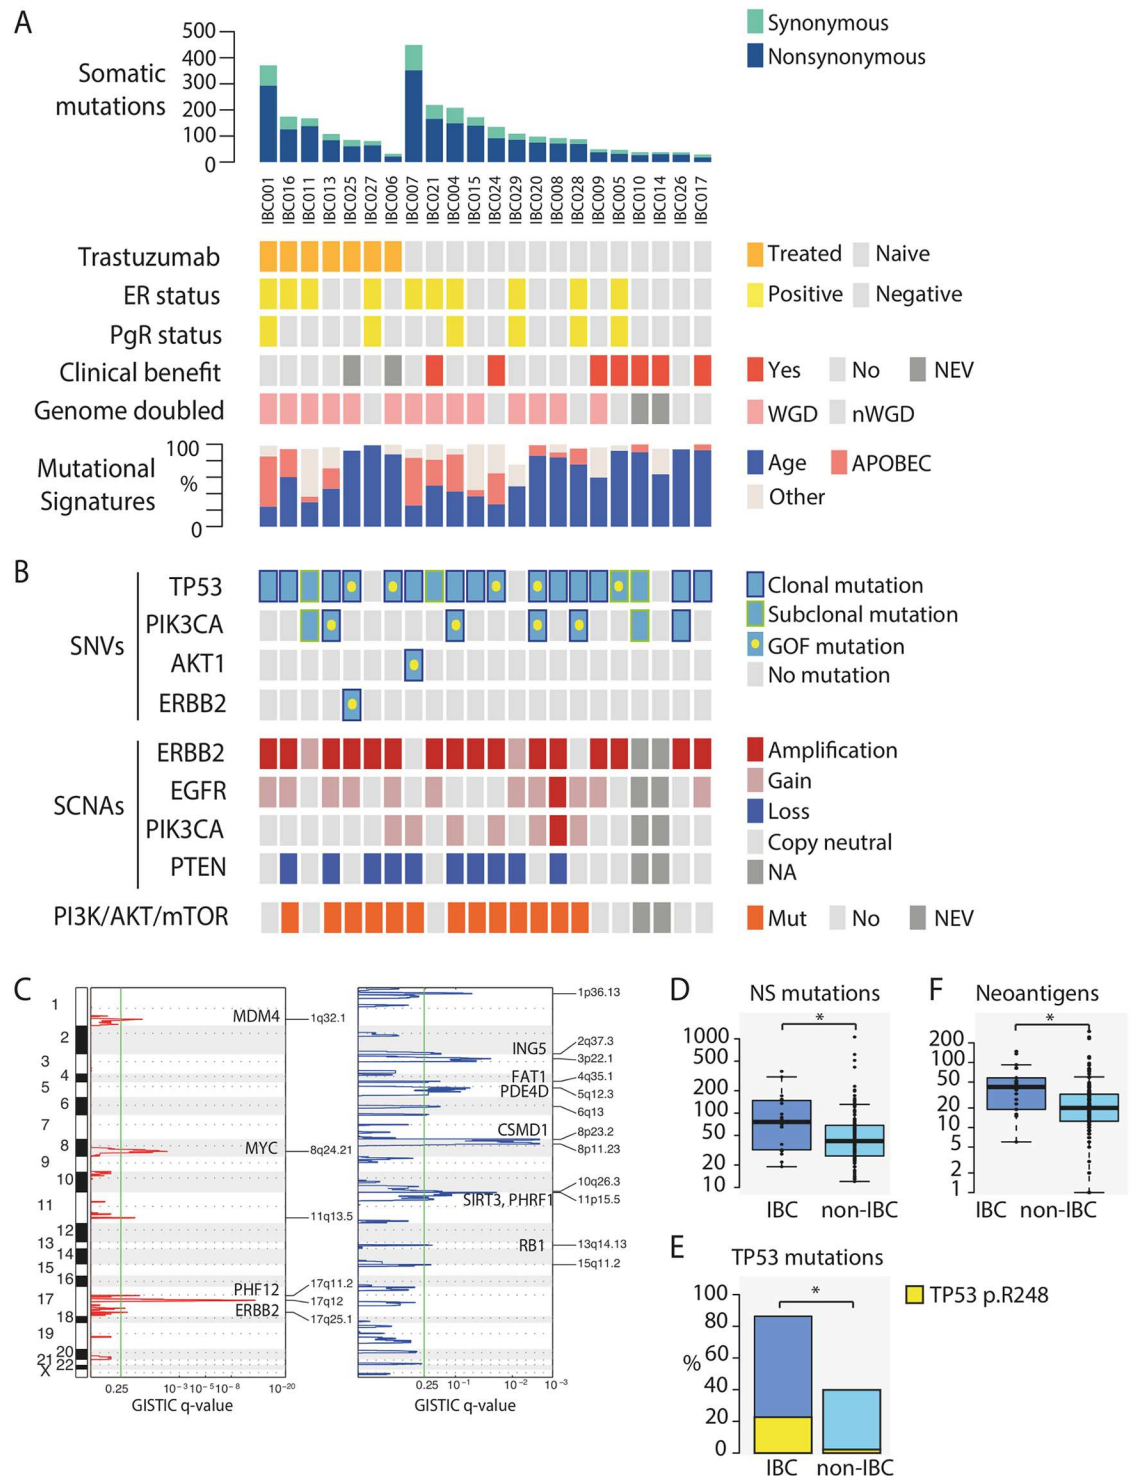 A
500
400
300
200
100
0
Somatic
mutations
Synonymous
Nonsynonymous
IBC001
IBC016
IBC011
IBC013
IBC025
IBC027
IBC006
IBC007
IBC021
IBC004
IBC015
IBC024
IBC029
IBC020
IBC008
IBC028
IBC009
IBC005
IBC010
IBC014
IBC026
IBC017
Trastuzumab
Treated Naive
ER status
Positive Negative
PgR status
Clinical benefit
Yes No NEV
Genome doubled
WGD nWGD
Mutational
Signatures
100
%
0
Age APOBEC
Other
B
SNVs
TP53
PIK3CA
AKT1
ERBB2
Clonal mutation
Subclonal mutation
GOF mutation
No mutation
SCNAs
ERBB2
EGFR
PIK3CA
PTEN
Amplification
Gain
Loss
Copy neutral
NA
PI3K/AKT/mTOR
Mut No NEV
C
1
2
3
4
5
6
7
8
9
10
11
12
13
14
15
16
17
18
19
20
21 22
X
MDM4 1q32.1
MYC 8q24.21
11q13.5
PHF12 17q11.2
17q12
ERBB2 17q25.1
0.25 10-3 10-5 10-8 10-20
GISTIC q-value
1p36.13
2q37.3
ING5
3p22.1
FAT1 4q35.1
PDE4D 5q12.3
6q13
CSMD1 8p23.2
8p11.23
10q26.3
SIRT3, PHRF1 11p15.5
RB1 13q14.13
15q11.2
0.25 10-1 10-2 10-3
GISTIC q-value
D
NS mutations
*
1000
500
200
100
50
20
10
IBC non-IBC
F
Neoantigens
*
200
100
50
20
10
5
2
1
IBC non-IBC
E
TP53 mutations
*
100
80
60
%
40
20
0
IBC non-IBC
TP53 p.R248